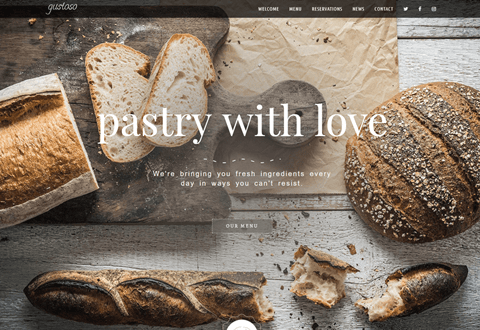 gustoso
WELCOME MENU RESERVATIONS NEWS CONTACT
pastry with love
We're bringing you fresh ingredients every
day in ways you can't resist.
OUR MENU